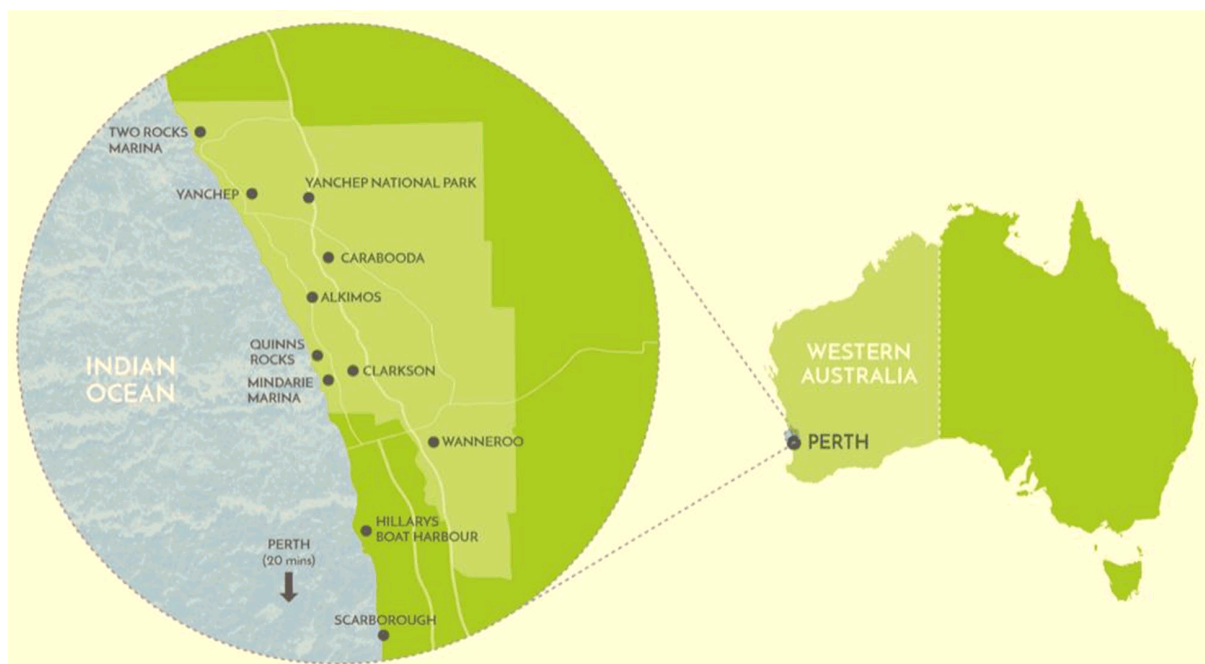 TWO ROCKS
MARINA
YANCHEP
YANCHEP NATIONAL PARK
CARABOODA
ALKIMOS
QUINNS
ROCKS
CLARKSON
MINDARIE
MARINA
INDIAN
OCEAN
WANNEROO
HILLARYS
BOAT HARBOUR
PERTH
(20 mins)
SCARBOROUGH
WESTERN
AUSTRALIA
PERTH